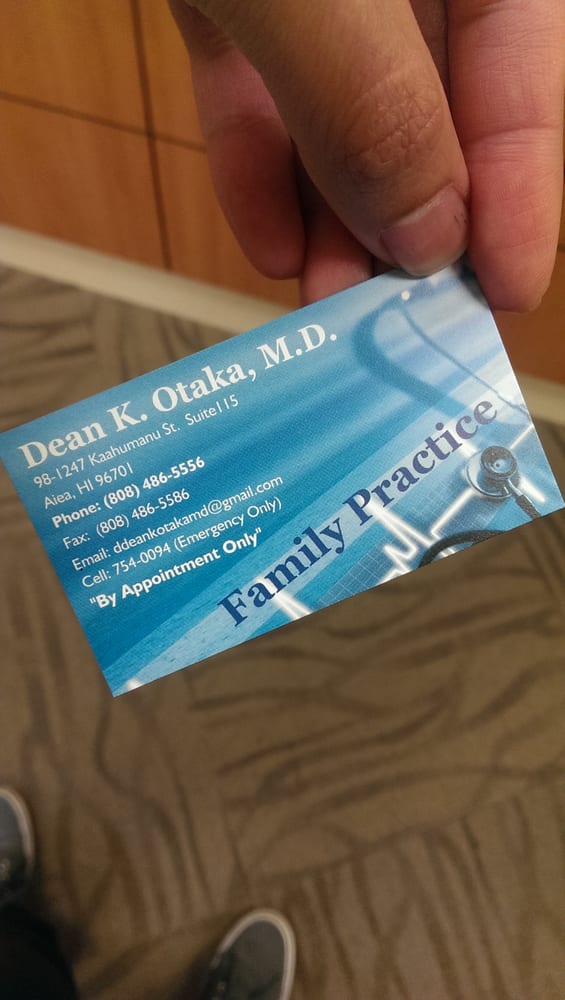 Dean K. Otaka, M.D.
98-1247 Kaahumanu St. Suite115
Aiea, HI 96701
Phone: (808) 486-5556
Fax: (808) 486-5586
Email: ddeankotakamd@gmail.com
Cell: 754-0094 (Emergency Only)
"By Appointment Only"
Family Practice